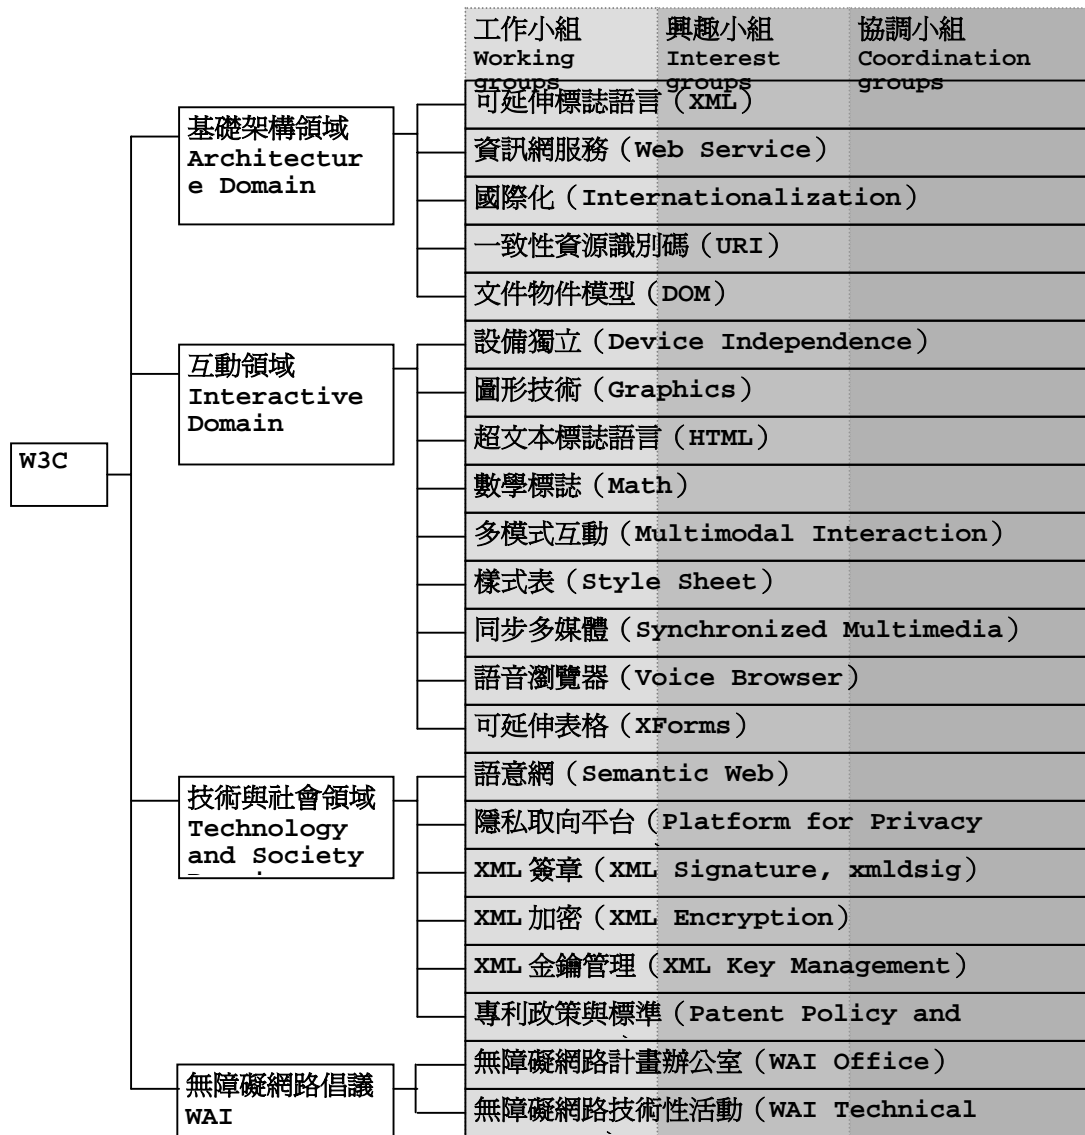 工作小組
Working
groups
興趣小組
Interest
groups
協調小組
Coordination
groups
W3C
基礎架構領域
Architectur
e Domain
可延伸標誌語言（XML）
資訊網服務（Web Service）
國際化（Internationalization）
一致性資源識別碼（URI）
文件物件模型（DOM）
互動領域
Interactive
Domain
設備獨立（Device Independence）
圖形技術（Graphics）
超文本標誌語言（HTML）
數學標誌（Math）
多模式互動（Multimodal Interaction）
樣式表（Style Sheet）
同步多媒體（Synchronized Multimedia）
語音瀏覽器（Voice Browser）
可延伸表格（XForms）
技術與社會領域
Technology
and Society
語意網（Semantic Web）
隱私取向平台（Platform for Privacy
XML 簽章（XML Signature, xmldsig）
XML 加密（XML Encryption）
XML 金鑰管理（XML Key Management）
專利政策與標準（Patent Policy and
無障礙網路倡議
WAI
無障礙網路計畫辦公室（WAI Office）
無障礙網路技術性活動（WAI Technical